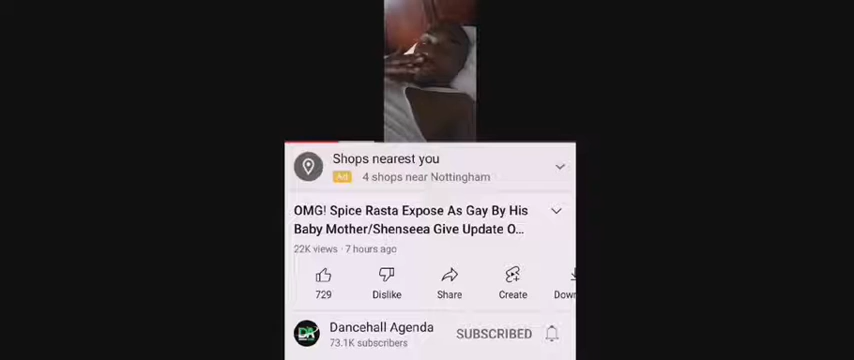 Shops nearest you
Ad 4 shops near Nottingham
OMG! Spice Rasta Expose As Gay By His
Baby Mother/Shenseea Give Update O...
22K views · 7 hours ago
729 Dislike Share Create Down
DA
Dancehall Agenda SUBSCRIBED
73.1K subscribers